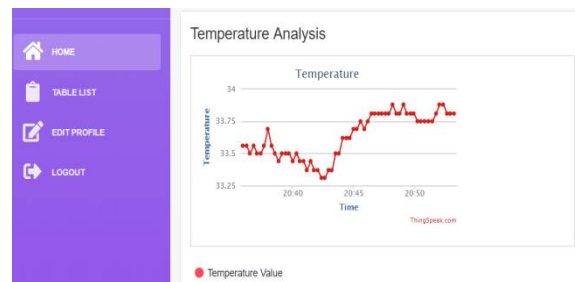 HOME
TABLE LIST
EDIT PROFILE
LOGOUT
Temperature Analysis
Temperature
34
33.75
33.5
33.25
Temperature
20:40 20:45 20:50
Time
ThingSpeak.com
Temperature Value